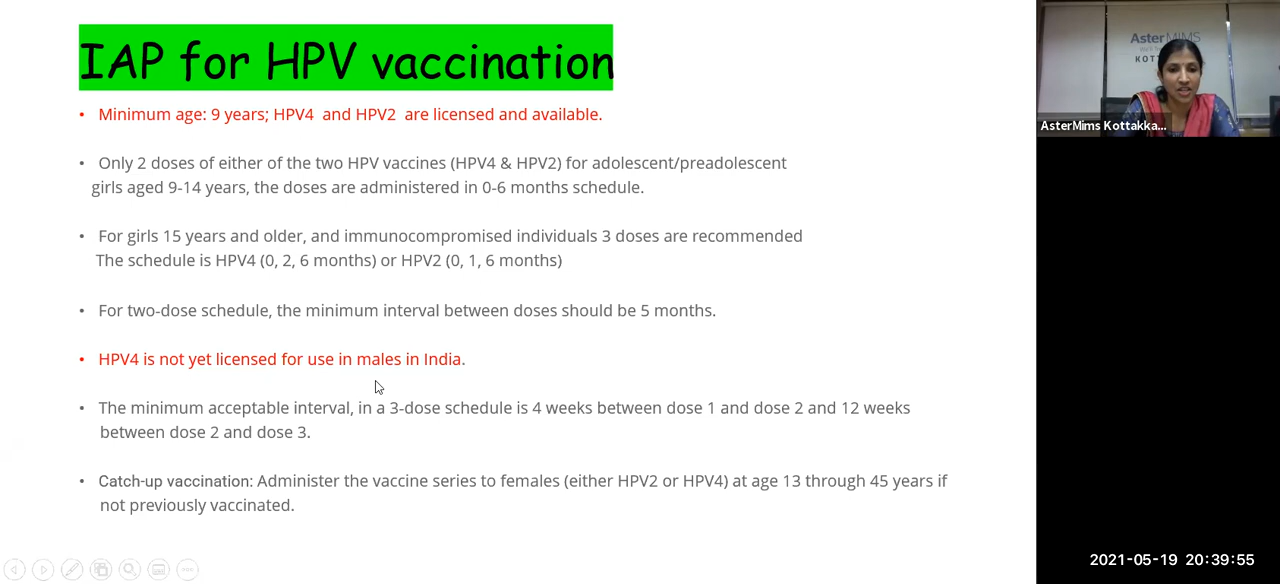 IAP for HPV vaccination
• Minimum age: 9 years; HPV4 and HPV2 are licensed and available.
• Only 2 doses of either of the two HPV vaccines (HPV4 & HPV2) for adolescent/preadolescent
girls aged 9-14 years, the doses are administered in 0-6 months schedule.
• For girls 15 years and older, and immunocompromised individuals 3 doses are recommended
The schedule is HPV4 (0, 2, 6 months) or HPV2 (0, 1, 6 months)
• For two-dose schedule, the minimum interval between doses should be 5 months.
• HPV4 is not yet licensed for use in males in India.
• The minimum acceptable interval, in a 3-dose schedule is 4 weeks between dose 1 and dose 2 and 12 weeks
between dose 2 and dose 3.
• Catch-up vaccination: Administer the vaccine series to females (either HPV2 or HPV4) at age 13 through 45 years if
not previously vaccinated.
AsterMIMS
KOTT
AsterMims Kottakka...
2021-05-19 20:39:55